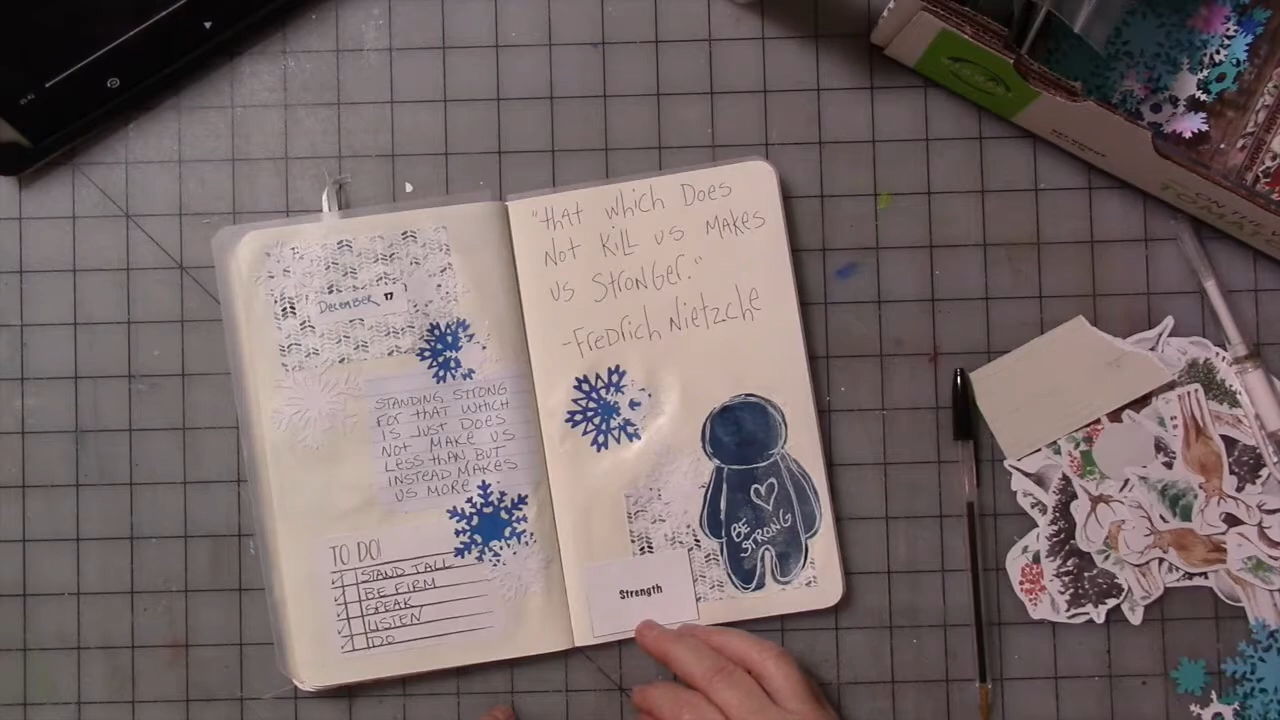 December 17
STANDING STRONG
FOR THAT WHICH
IS JUST DOES
NOT MAKE US
LESS THAN BUT
INSTEAD MAKES
US MORE
TO DO!
STAND TALL
BE FIRM
SPEAK
LISTEN
DO
"THAT WHICH DOES
NOT KILL US MAKES
US STRONGER."
-FREDRICH NIETZCHE
BE
STRONG
Strength